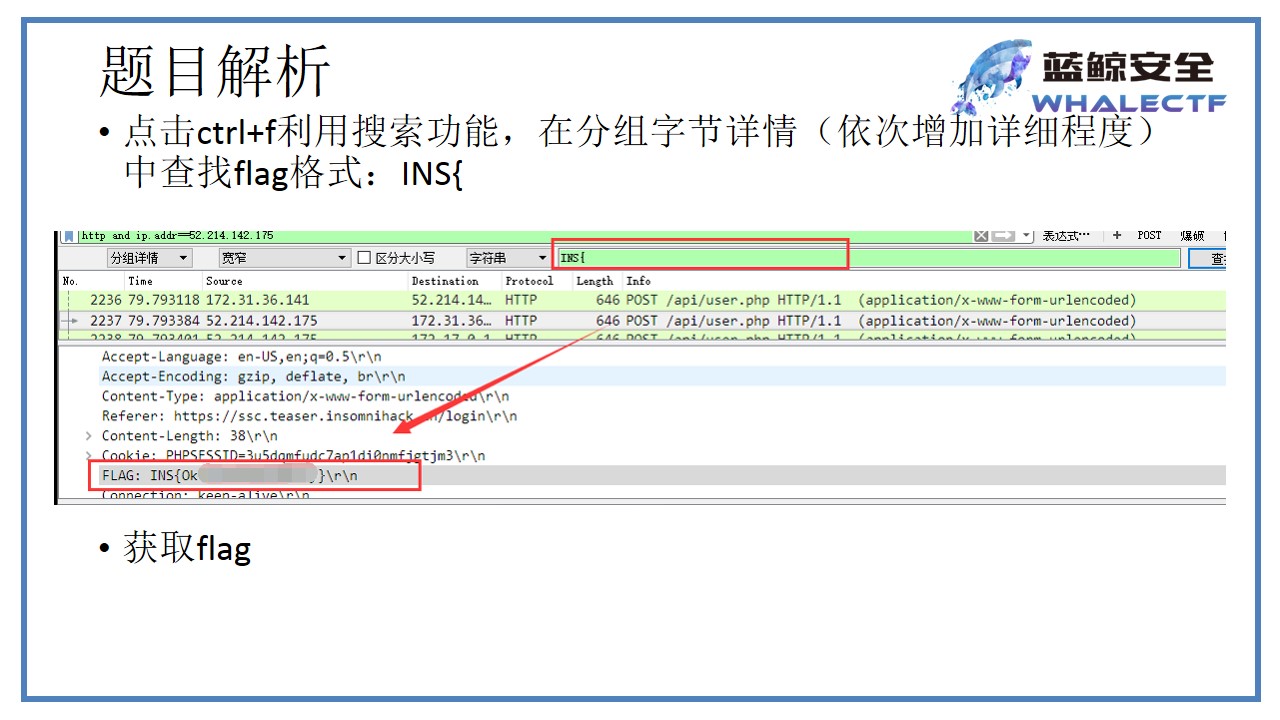 题目解析
蓝鲸安全
WHALECTF
• 点击ctrl+f利用搜索功能，在分组字节详情（依次增加详细程度）
中查找flag格式：INS{
http and ip.addr==52.214.142.175 表达式… + POST 爆破
分组详情 宽窄 区分大小写 字符串 INS{
No. Time Source Destination Protocol Length Info
2236 79.793118 172.31.36.141 52.214.14… HTTP 646 POST /api/user.php HTTP/1.1 (application/x-www-form-urlencoded)
2237 79.793384 52.214.142.175 172.31.36… HTTP 646 POST /api/user.php HTTP/1.1 (application/x-www-form-urlencoded)
2238 79.793401 52.214.142.175 172.17.0.1 HTTP 646 POST /api/user.php HTTP/1.1 (application/x-www-form-urlencoded)
Accept-Language: en-US,en;q=0.5\r\n
Accept-Encoding: gzip, deflate, br\r\n
Content-Type: application/x-www-form-urlencoded\r\n
Referer: https://ssc.teaser.insomnihack. /login\r\n
Content-Length: 38\r\n
Cookie: PHPSESSID=3u5dqmfudc7ap1di0nmfjgtjm3\r\n
FLAG: INS{Ok }\r\n
Connection: keep-alive\r\n
• 获取flag